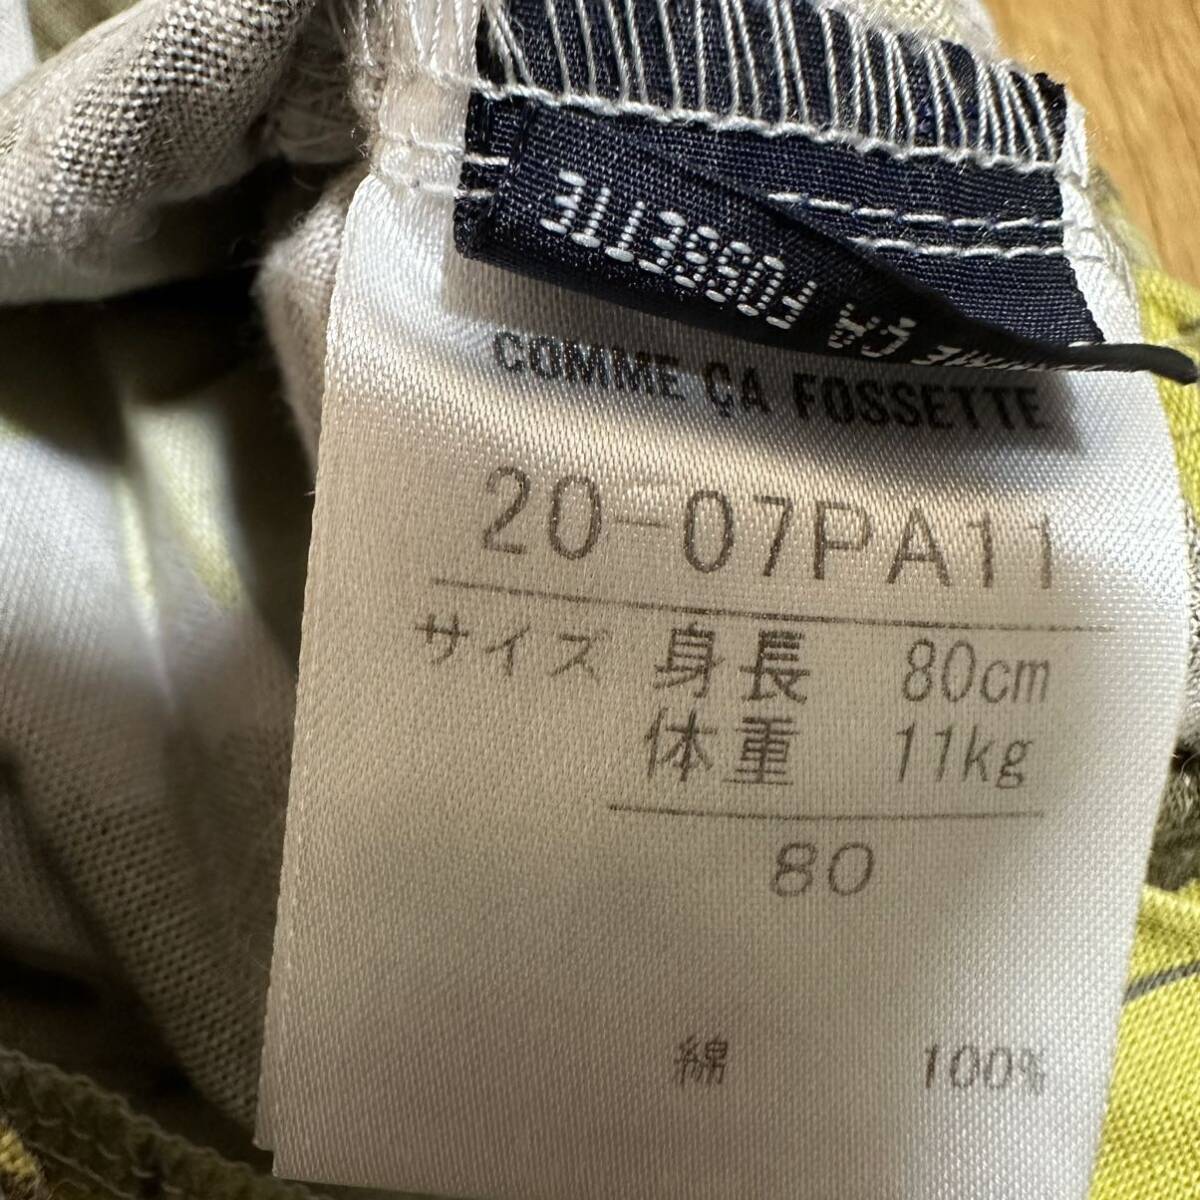 COMME ÇA FOSSETTE
COMME ÇA FOSSETTE
20-07PA11
サイズ 身長 80cm
体重 11kg
80
綿 100%